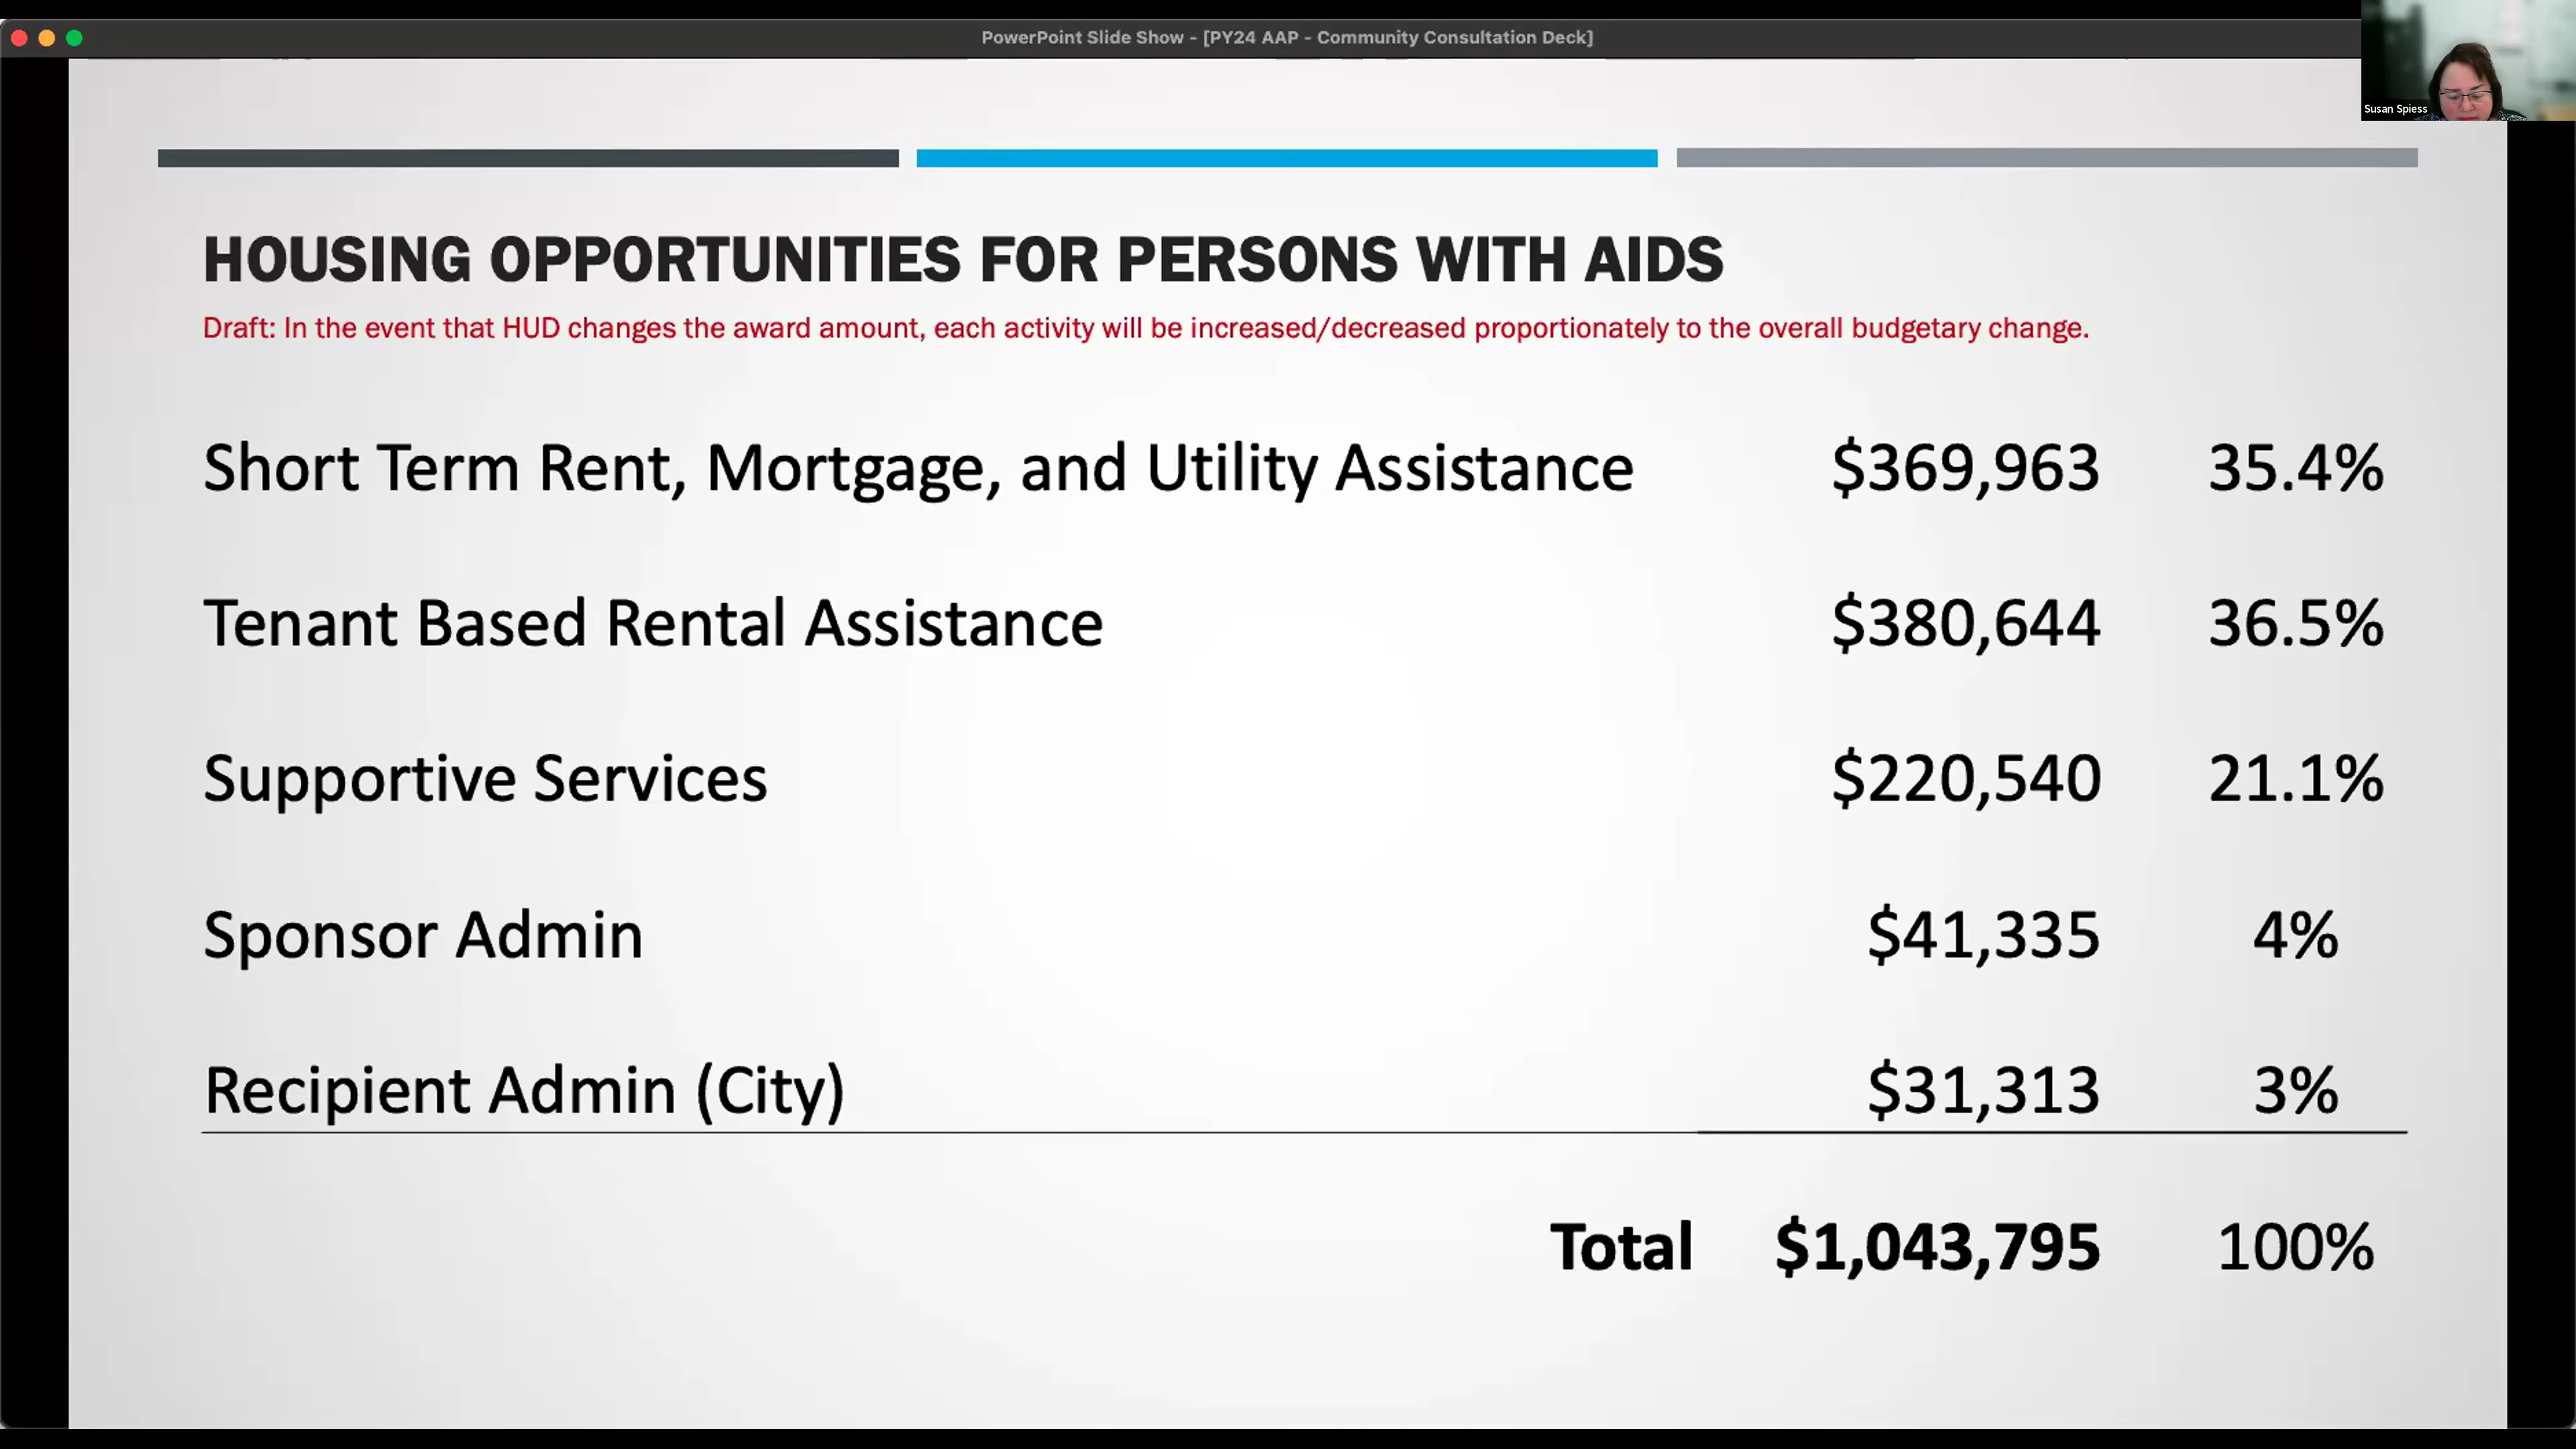 PowerPoint Slide Show - [PY24 AAP - Community Consultation Deck]
Susan Spiess
HOUSING OPPORTUNITIES FOR PERSONS WITH AIDS
Draft: In the event that HUD changes the award amount, each activity will be increased/decreased proportionately to the overall budgetary change.
Short Term Rent, Mortgage, and Utility Assistance $369,963 35.4%
Tenant Based Rental Assistance $380,644 36.5%
Supportive Services $220,540 21.1%
Sponsor Admin $41,335 4%
Recipient Admin (City) $31,313 3%
Total $1,043,795 100%